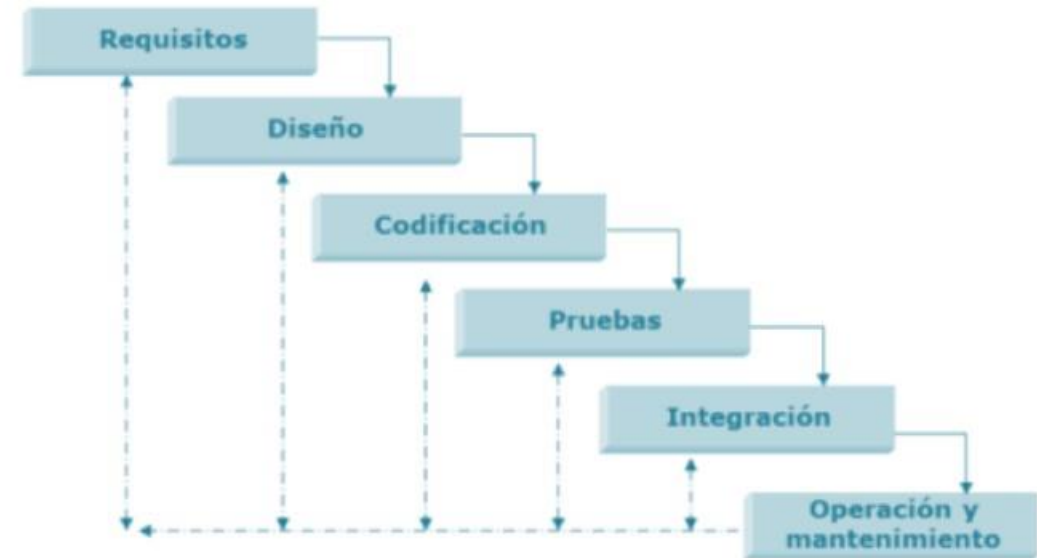 Requisitos
Diseño
Codificación
Pruebas
Integración
Operación y
mantenimiento